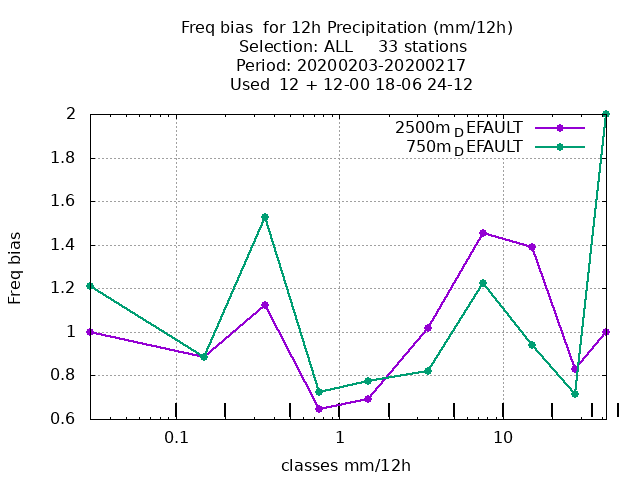 Freq bias  for 12h Precipitation (mm/12h)
Selection: ALL     33 stations
Period: 20200203-20200217
Used  12 + 12-00 18-06 24-12
2500m_DEFAULT
750m_DEFAULT
2
1.8
1.6
1.4
1.2
1
0.8
0.6
Freq bias
0.1 1 10
classes mm/12h